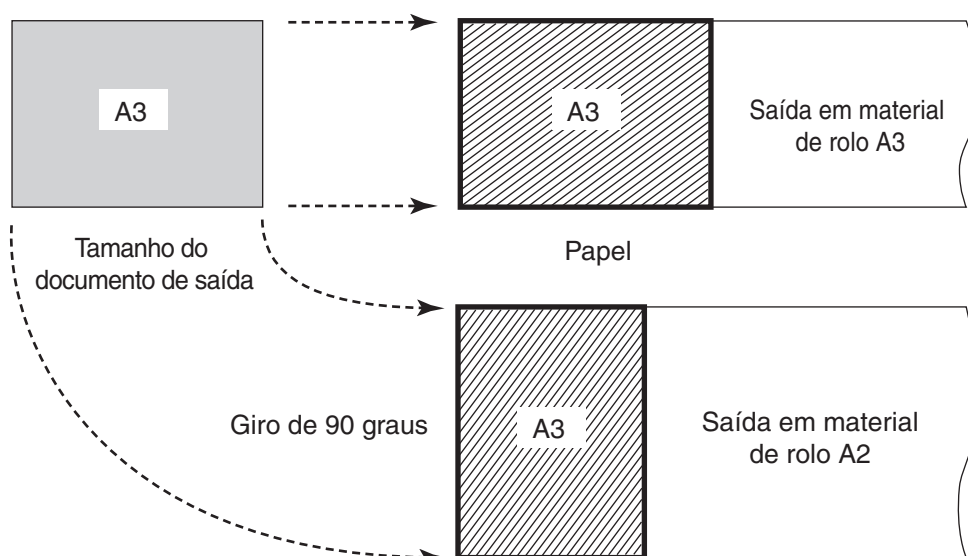 A3
A3
Saída em material
de rolo A3
Tamanho do
documento de saída
Papel
Giro de 90 graus
A3
Saída em material
de rolo A2